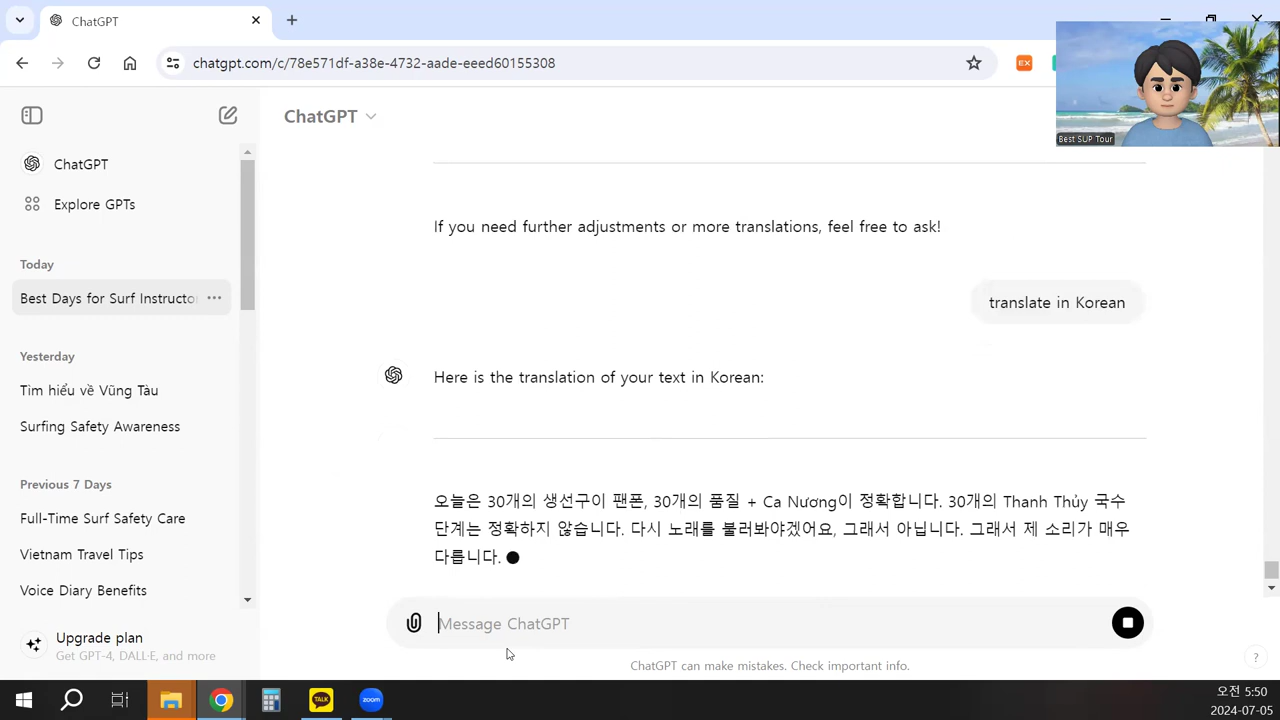 ChatGPT
chatgpt.com/c/78e571df-a38e-4732-aade-eeed60155308
EX
Best SUP Tour
ChatGPT
ChatGPT
Explore GPTs
Today
Best Days for Surf Instructo
Yesterday
Tìm hiểu về Vũng Tàu
Surfing Safety Awareness
Previous 7 Days
Full-Time Surf Safety Care
Vietnam Travel Tips
Voice Diary Benefits
Upgrade plan
Get GPT-4, DALL·E, and more
If you need further adjustments or more translations, feel free to ask!
translate in Korean
Here is the translation of your text in Korean:
오늘은 30개의 생선구이 팬폰, 30개의 품질 + Ca Nương이 정확합니다. 30개의 Thanh Thủy 국수
단계는 정확하지 않습니다. 다시 노래를 불러봐야겠어요, 그래서 아닙니다. 그래서 제 소리가 매우
다릅니다.
Message ChatGPT
ChatGPT can make mistakes. Check important info.
?
TALK
zoom
오전 5:50
2024-07-05